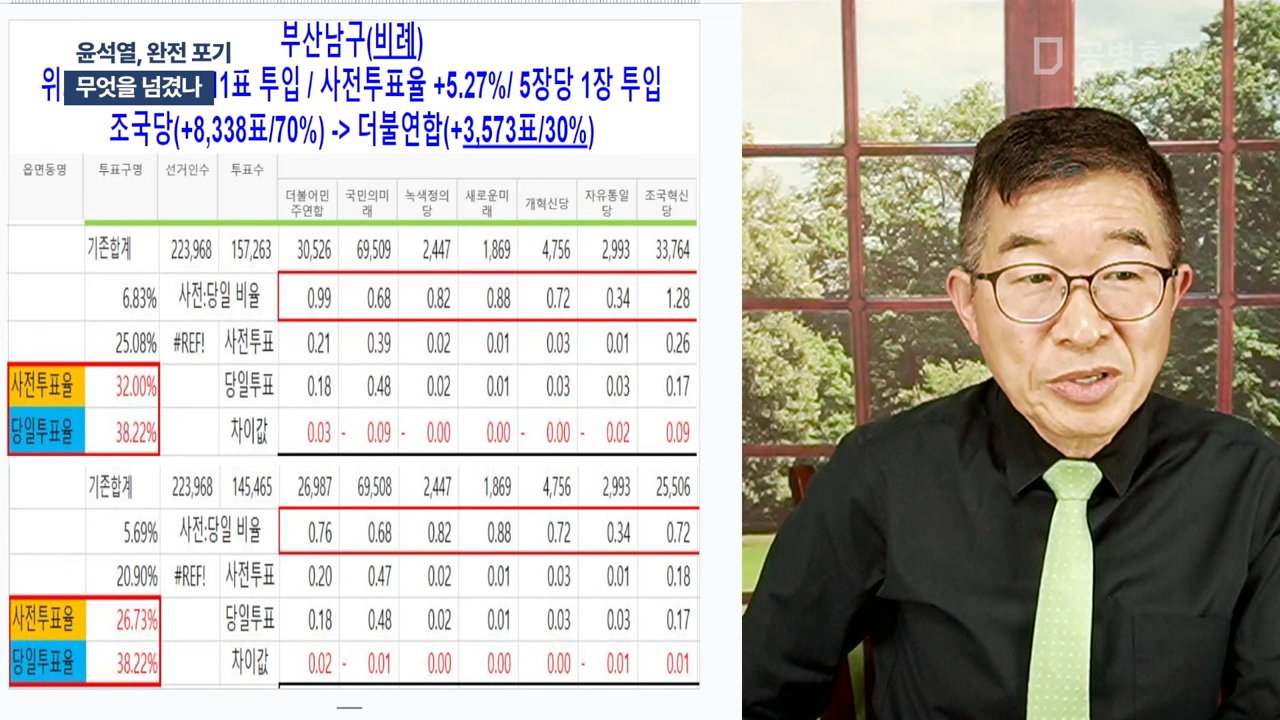 부산남구(비례)
윤석열, 완전 포기
무엇을 넘겼나
위 1표 투입 / 사전투표율 +5.27%/ 5장당 1장 투입
조국당(+8,338표/70%) -> 더불연합(+3,573표/30%)
공병호TV
읍면동명 투표구명 선거인수 투표수
더불어민주연합 국민의미래 녹색정의당 새로운미래 개혁신당 자유통일당 조국혁신당
기존합계 223,968 157,263 30,526 69,509 2,447 1,869 4,756 2,993 33,764
6.83% 사전:당일 비율 0.99 0.68 0.82 0.88 0.72 0.34 1.28
25.08% #REF! 사전투표 0.21 0.39 0.02 0.01 0.03 0.01 0.26
사전투표율 32.00% 당일투표 0.18 0.48 0.02 0.01 0.03 0.03 0.17
당일투표율 38.22% 차이값 0.03 - 0.09 - 0.00 0.00 - 0.00 - 0.02 0.09
기존합계 223,968 145,465 26,987 69,508 2,447 1,869 4,756 2,993 25,506
5.69% 사전:당일 비율 0.76 0.68 0.82 0.88 0.72 0.34 0.72
20.90% #REF! 사전투표 0.20 0.47 0.02 0.01 0.03 0.01 0.18
사전투표율 26.73% 당일투표 0.18 0.48 0.02 0.01 0.03 0.03 0.17
당일투표율 38.22% 차이값 0.02 - 0.01 0.00 0.00 0.00 - 0.01 0.01